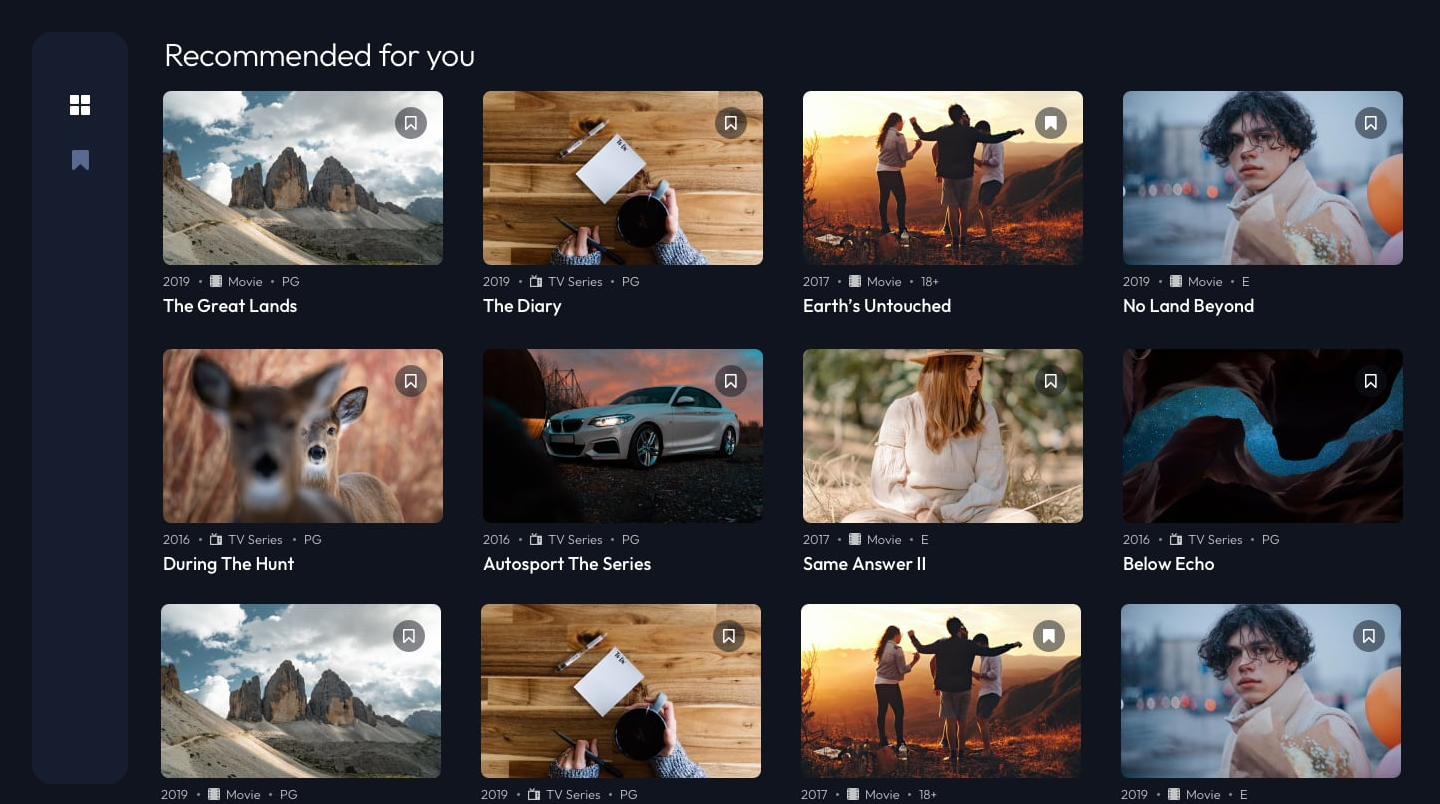 Recommended for you
2019 • Movie • PG
The Great Lands
2019 • TV Series • PG
The Diary
2017 • Movie • 18+
Earth’s Untouched
2019 • Movie • E
No Land Beyond
2016 • TV Series • PG
During The Hunt
2016 • TV Series • PG
Autosport The Series
2017 • Movie • E
Same Answer II
2016 • TV Series • PG
Below Echo
2019 • Movie • PG
2019 • TV Series • PG
2017 • Movie • 18+
2019 • Movie • E